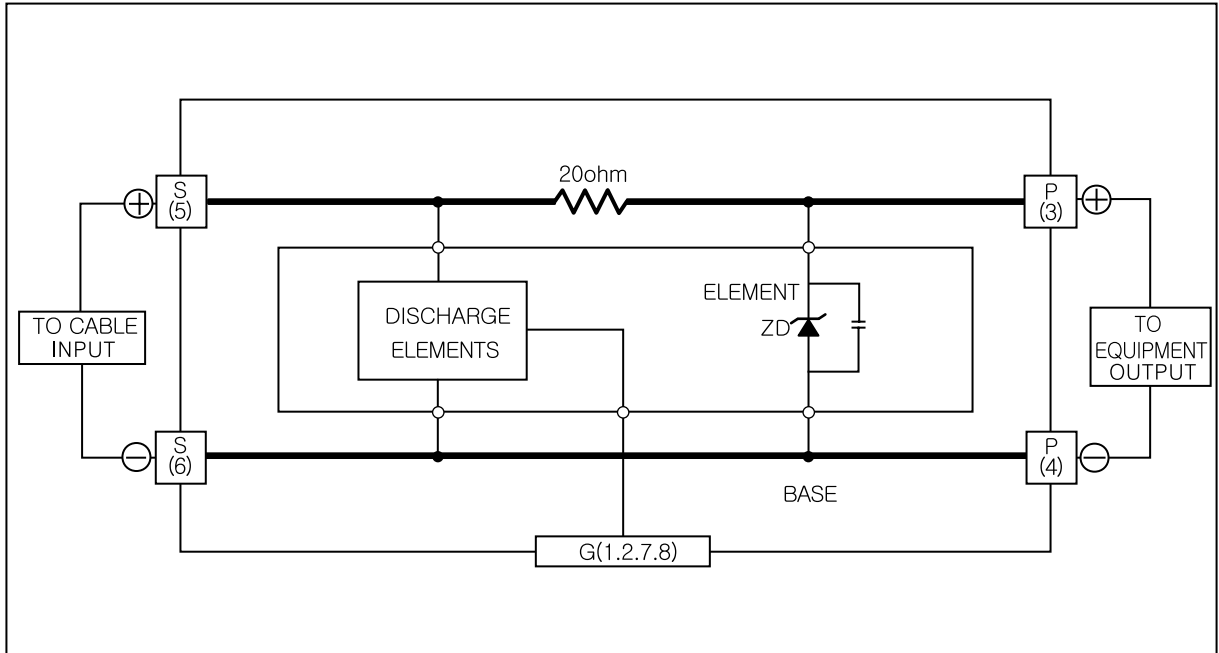 20ohm
S
(5)
P
(3)
+
+
TO CABLE
INPUT
DISCHARGE
ELEMENTS
ELEMENT
ZD
TO
EQUIPMENT
OUTPUT
S
(6)
P
(4)
−
−
BASE
G(1.2.7.8)